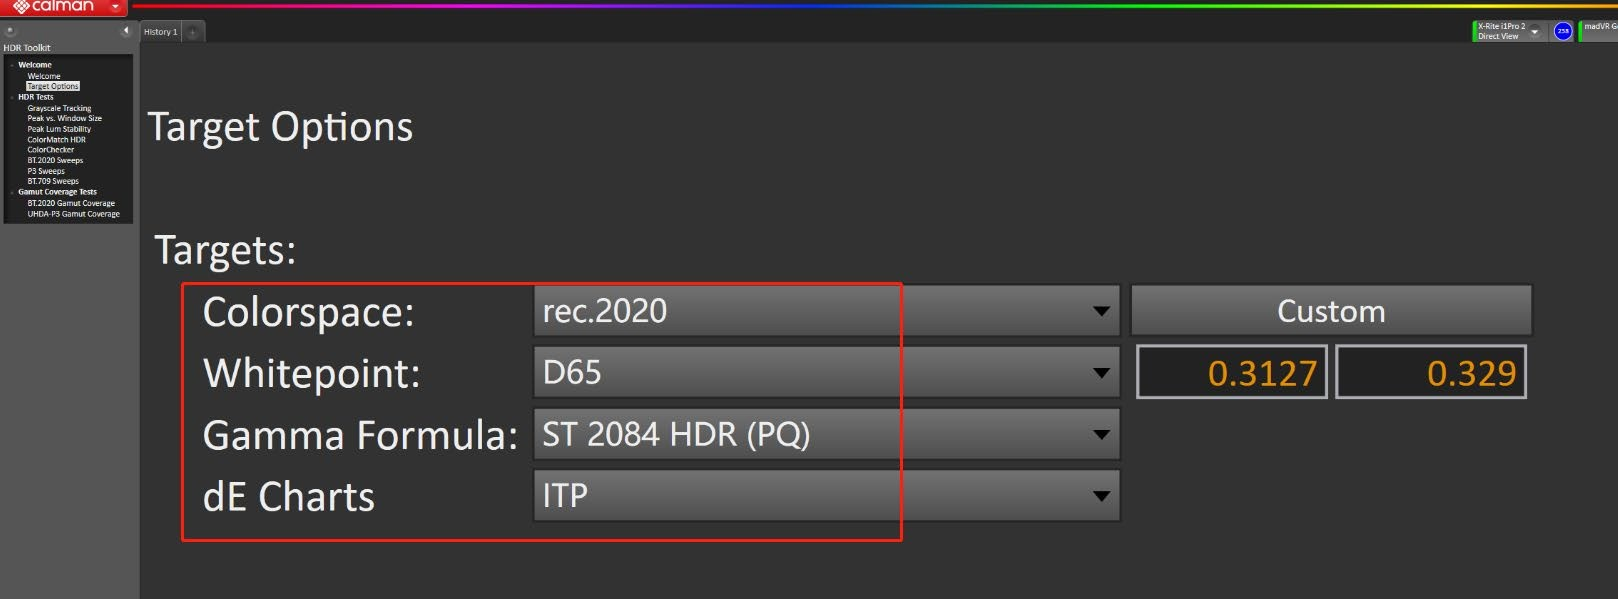 calman
History 1
X-Rite i1Pro 2
Direct View
258
madVR G
HDR Toolkit
Welcome
Welcome
Target Options
HDR Tests
Grayscale Tracking
Peak vs. Window Size
Peak Lum Stability
ColorMatch HDR
ColorChecker
BT.2020 Sweeps
P3 Sweeps
BT.709 Sweeps
Gamut Coverage Tests
BT.2020 Gamut Coverage
UHDA-P3 Gamut Coverage
Target Options
Targets:
Colorspace: rec.2020 Custom
Whitepoint: D65 0.3127 0.329
Gamma Formula: ST 2084 HDR (PQ)
dE Charts ITP